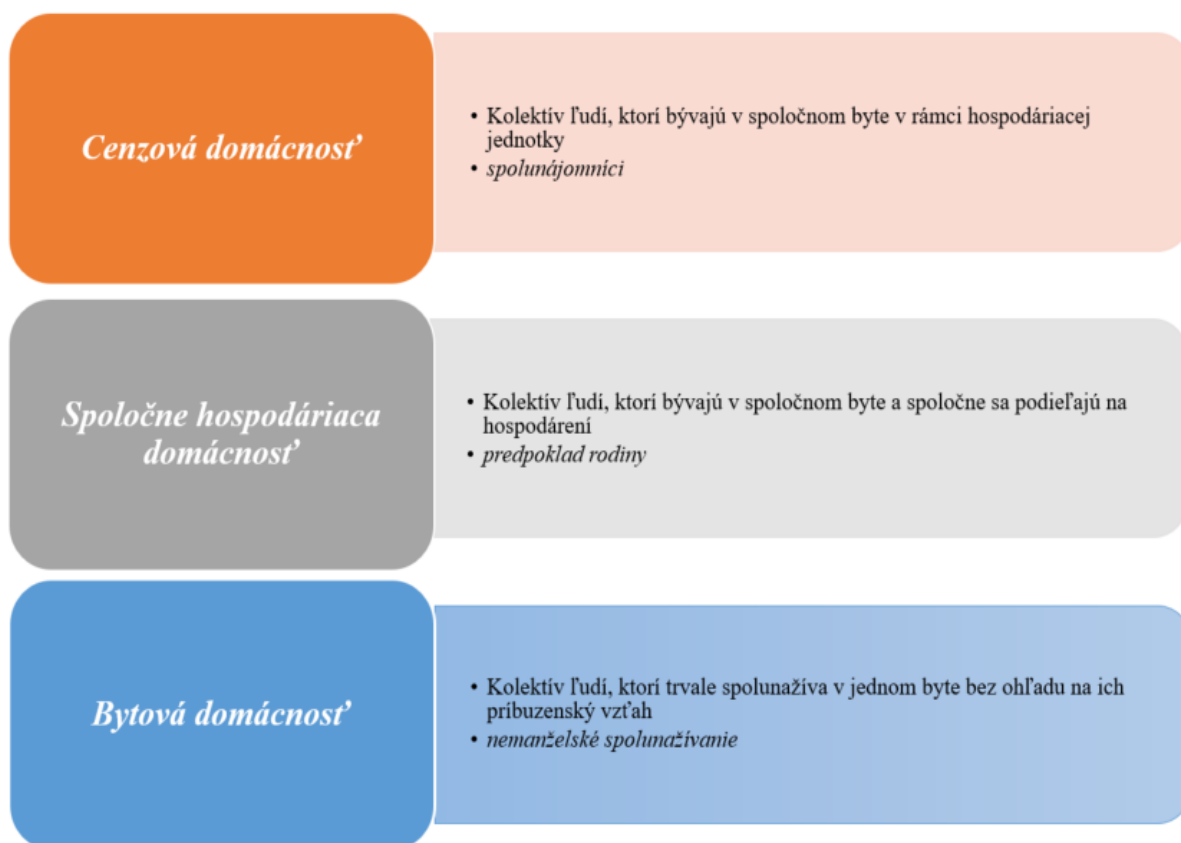 Cenzová domácnosť
• Kolektív ľudí, ktorí bývajú v spoločnom byte v rámci hospodáriacej
jednotky
• spolunájomníci
Spoločne hospodáriaca
domácnosť
• Kolektív ľudí, ktorí bývajú v spoločnom byte a spoločne sa podieľajú na
hospodárení
• predpoklad rodiny
Bytová domácnosť
• Kolektív ľudí, ktorí trvale spolunažíva v jednom byte bez ohľadu na ich
príbuzenský vzťah
• nemanželské spolunažívanie